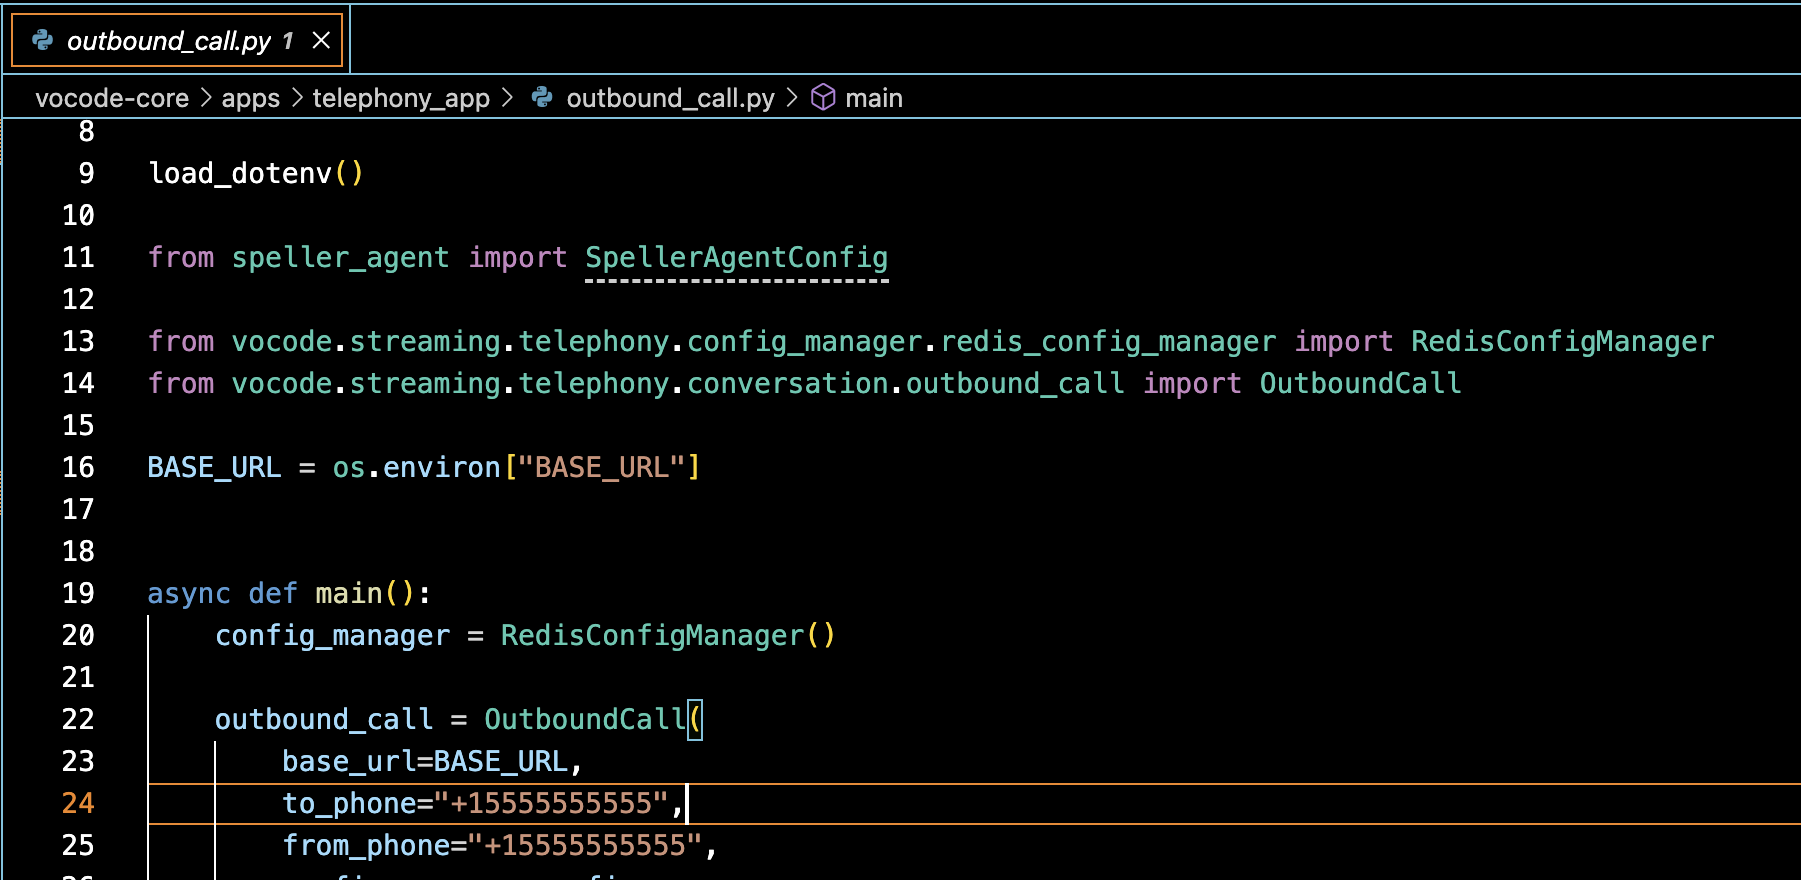 outbound_call.py 1
vocode-core > apps > telephony_app > outbound_call.py > main
8
9 load_dotenv()
10
11 from speller_agent import SpellerAgentConfig
12
13 from vocode.streaming.telephony.config_manager.redis_config_manager import RedisConfigManager
14 from vocode.streaming.telephony.conversation.outbound_call import OutboundCall
15
16 BASE_URL = os.environ["BASE_URL"]
17
18
19 async def main():
20     config_manager = RedisConfigManager()
21
22     outbound_call = OutboundCall(
23         base_url=BASE_URL,
24         to_phone="+15555555555",
25         from_phone="+15555555555",